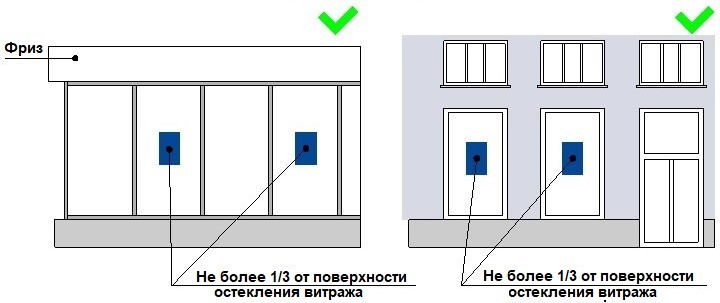 Фриз
Не более 1/3 от поверхности
остекления витража
Не более 1/3 от поверхности
остекления витража